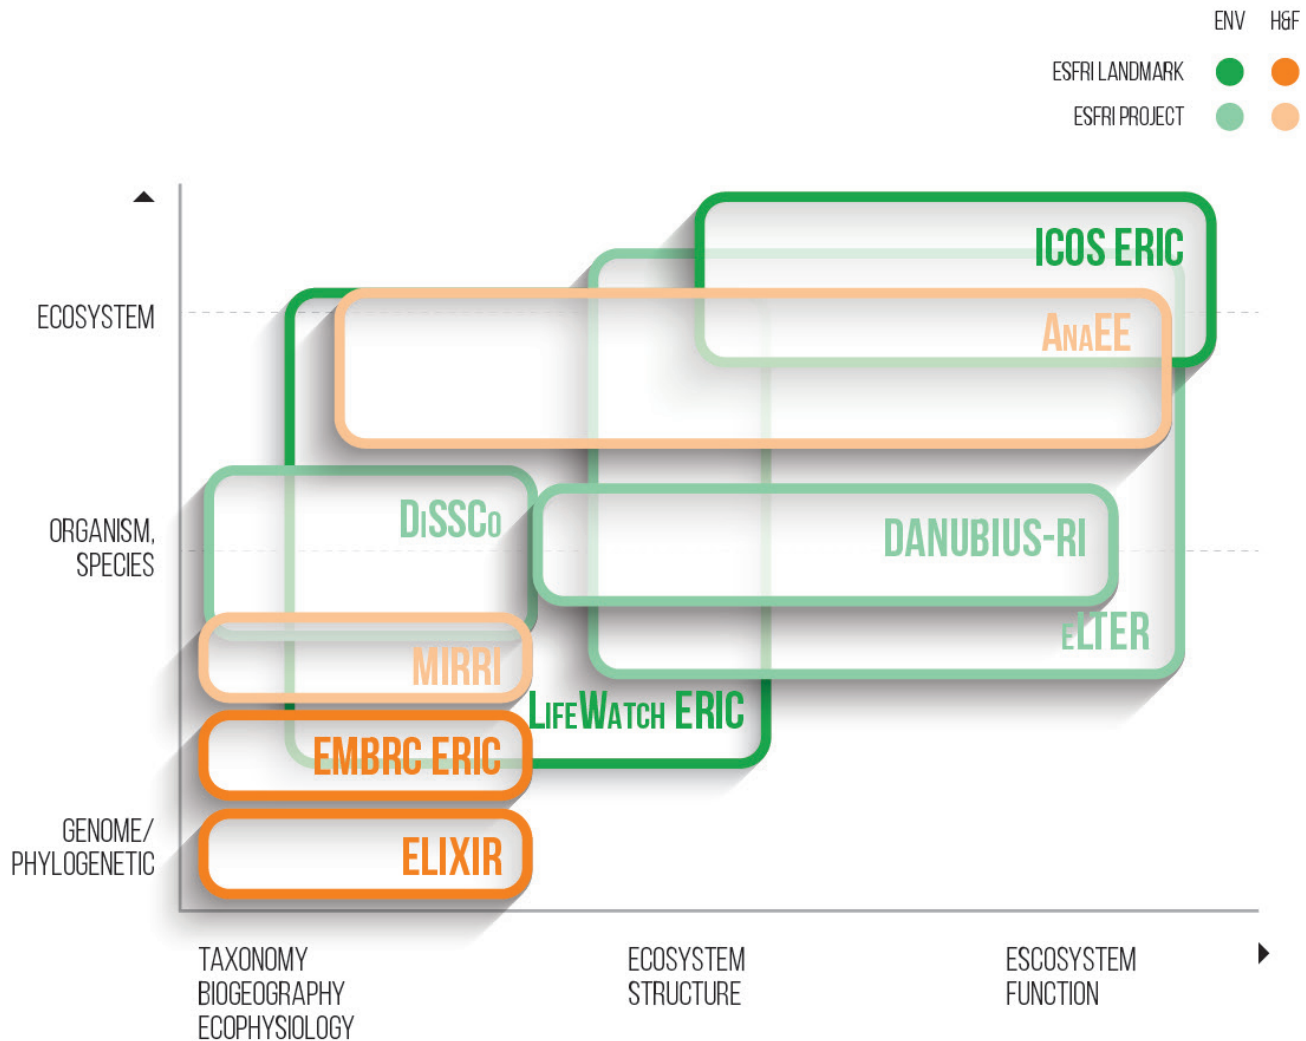 ENV H&F
ESFRI LANDMARK
ESFRI PROJECT
ICOS ERIC
ECOSYSTEM
AnaEE
DiSSCo
ORGANISM,
SPECIES
DANUBIUS-RI
eLTER
MIRRI
LifeWatch ERIC
EMBRC ERIC
GENOME/
PHYLOGENETIC
ELIXIR
TAXONOMY
BIOGEOGRAPHY
ECOPHYSIOLOGY
ECOSYSTEM
STRUCTURE
ESCOSYSTEM
FUNCTION